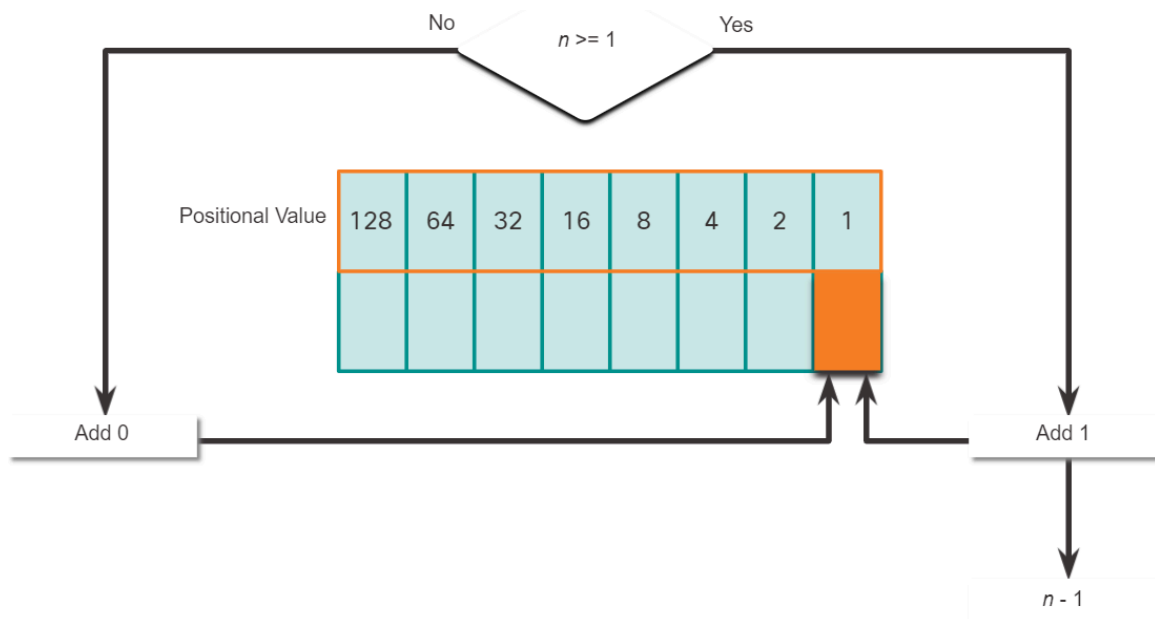 No
n >= 1
Yes
Positional Value
128 64 32 16 8 4 2 1
Add 0
Add 1
n - 1